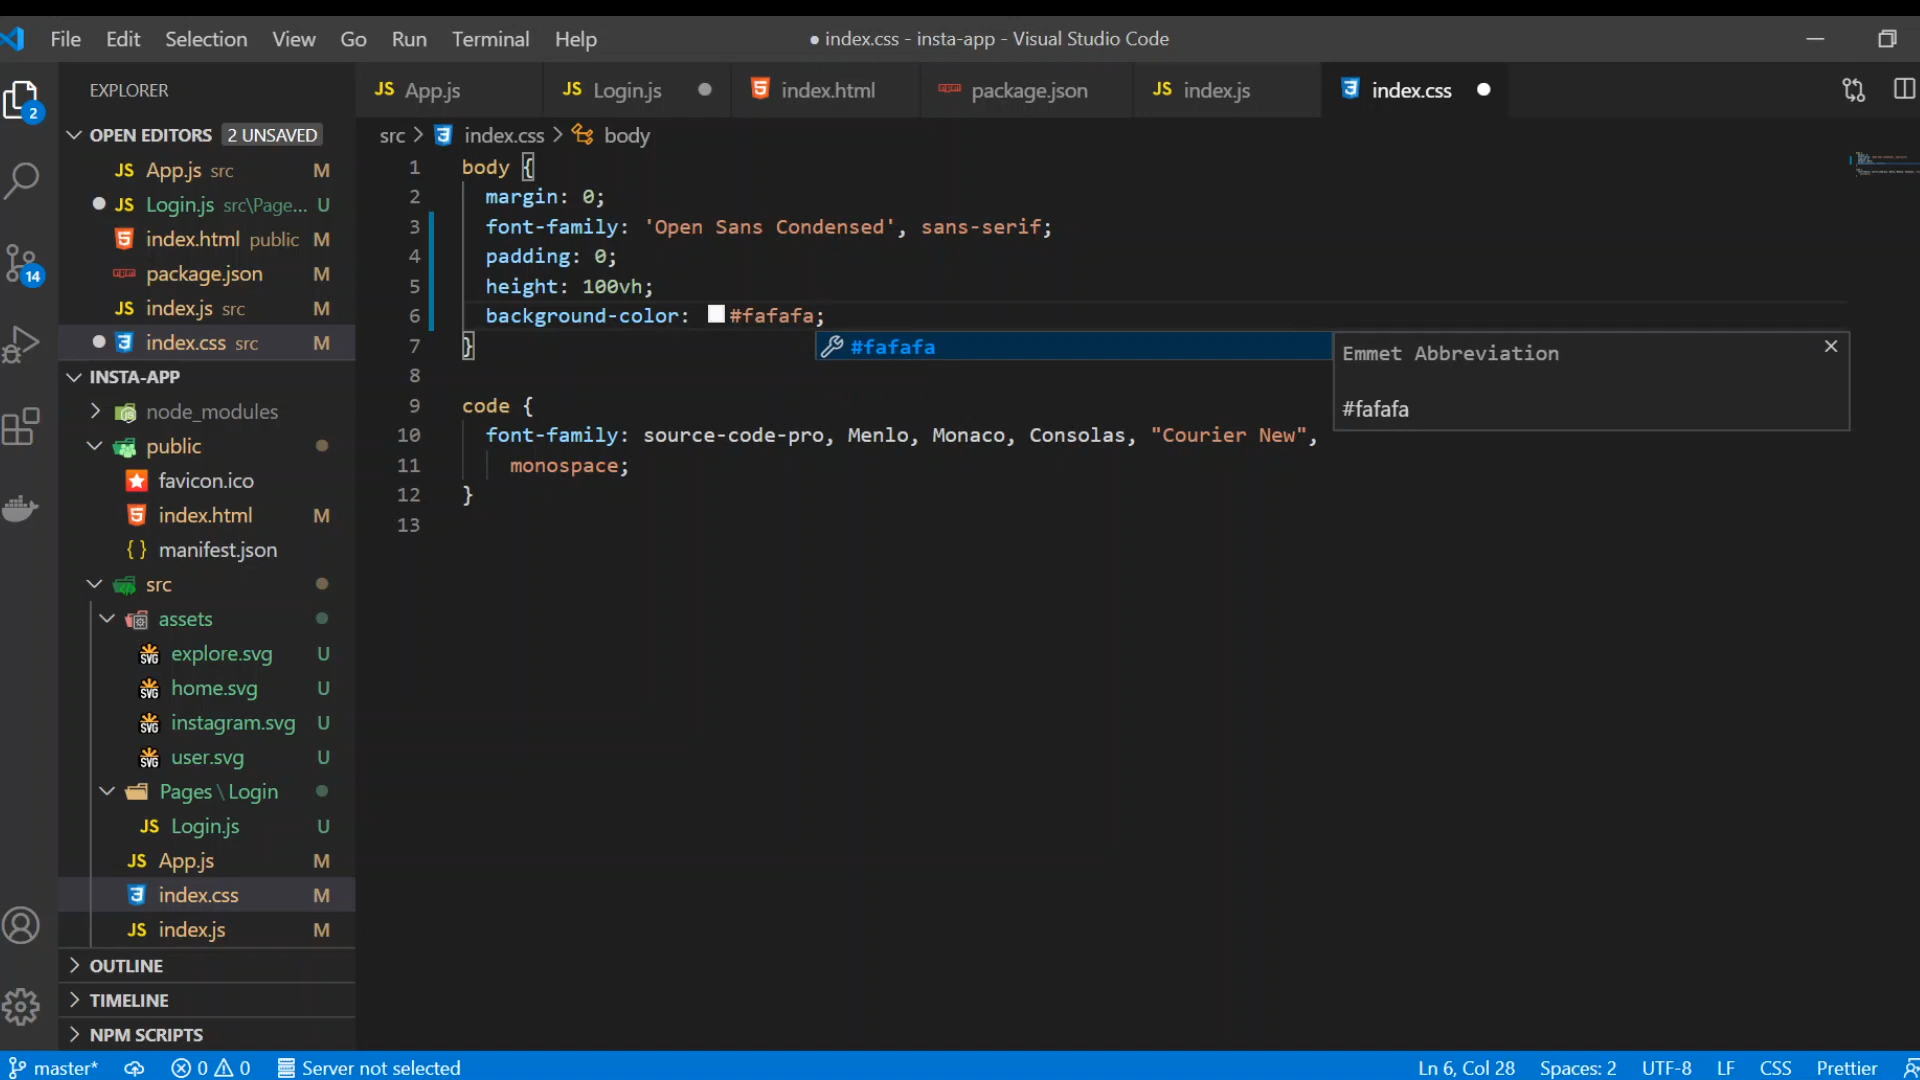 File Edit Selection View Go Run Terminal Help
● index.css - insta-app - Visual Studio Code
2
14
EXPLORER
OPEN EDITORS 2 UNSAVED
JS App.js src M
JS Login.js src\Page... U
index.html public M
package.json M
JS index.js src M
index.css src M
INSTA-APP
node_modules
public
favicon.ico
index.html M
{ } manifest.json
src
assets
SVG explore.svg U
SVG home.svg U
SVG instagram.svg U
SVG user.svg U
Pages \ Login
JS Login.js U
JS App.js M
index.css M
JS index.js M
OUTLINE
TIMELINE
NPM SCRIPTS
JS App.js JS Login.js index.html package.json JS index.js index.css
src > index.css > body
1 body {
2 margin: 0;
3 font-family: 'Open Sans Condensed', sans-serif;
4 padding: 0;
5 height: 100vh;
6 background-color: #fafafa;
7 }
8
9 code {
10 font-family: source-code-pro, Menlo, Monaco, Consolas, "Courier New",
11 monospace;
12 }
13
#fafafa
Emmet Abbreviation
#fafafa
master* 0 0 Server not selected Ln 6, Col 28 Spaces: 2 UTF-8 LF CSS Prettier